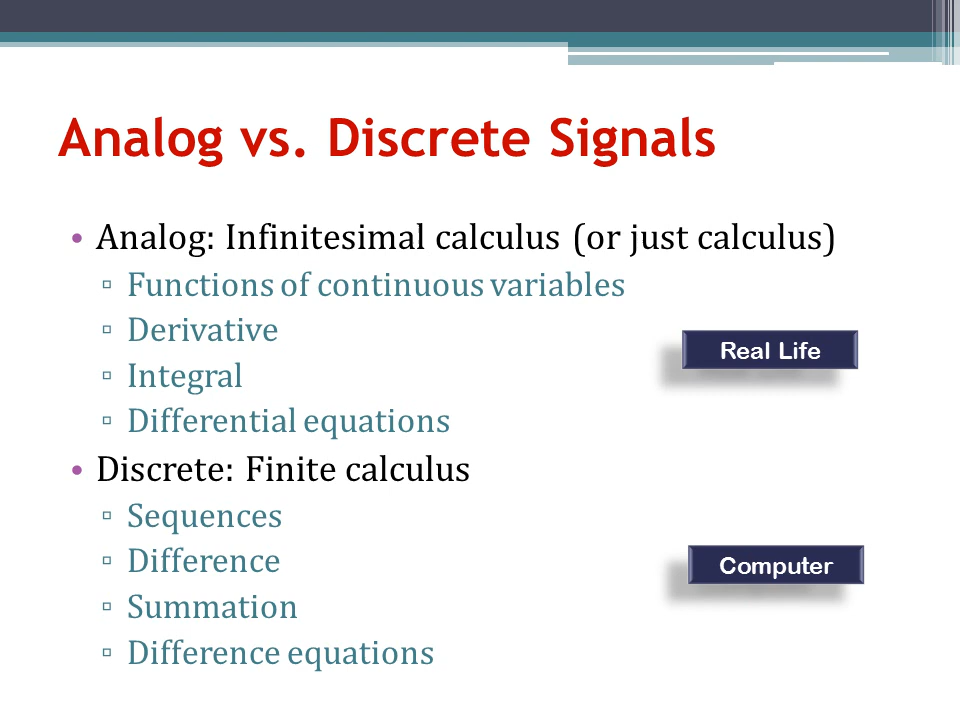 Analog vs. Discrete Signals
• Analog: Infinitesimal calculus (or just calculus)
▫ Functions of continuous variables
▫ Derivative
▫ Integral
▫ Differential equations
Real Life
• Discrete: Finite calculus
▫ Sequences
▫ Difference
▫ Summation
▫ Difference equations
Computer